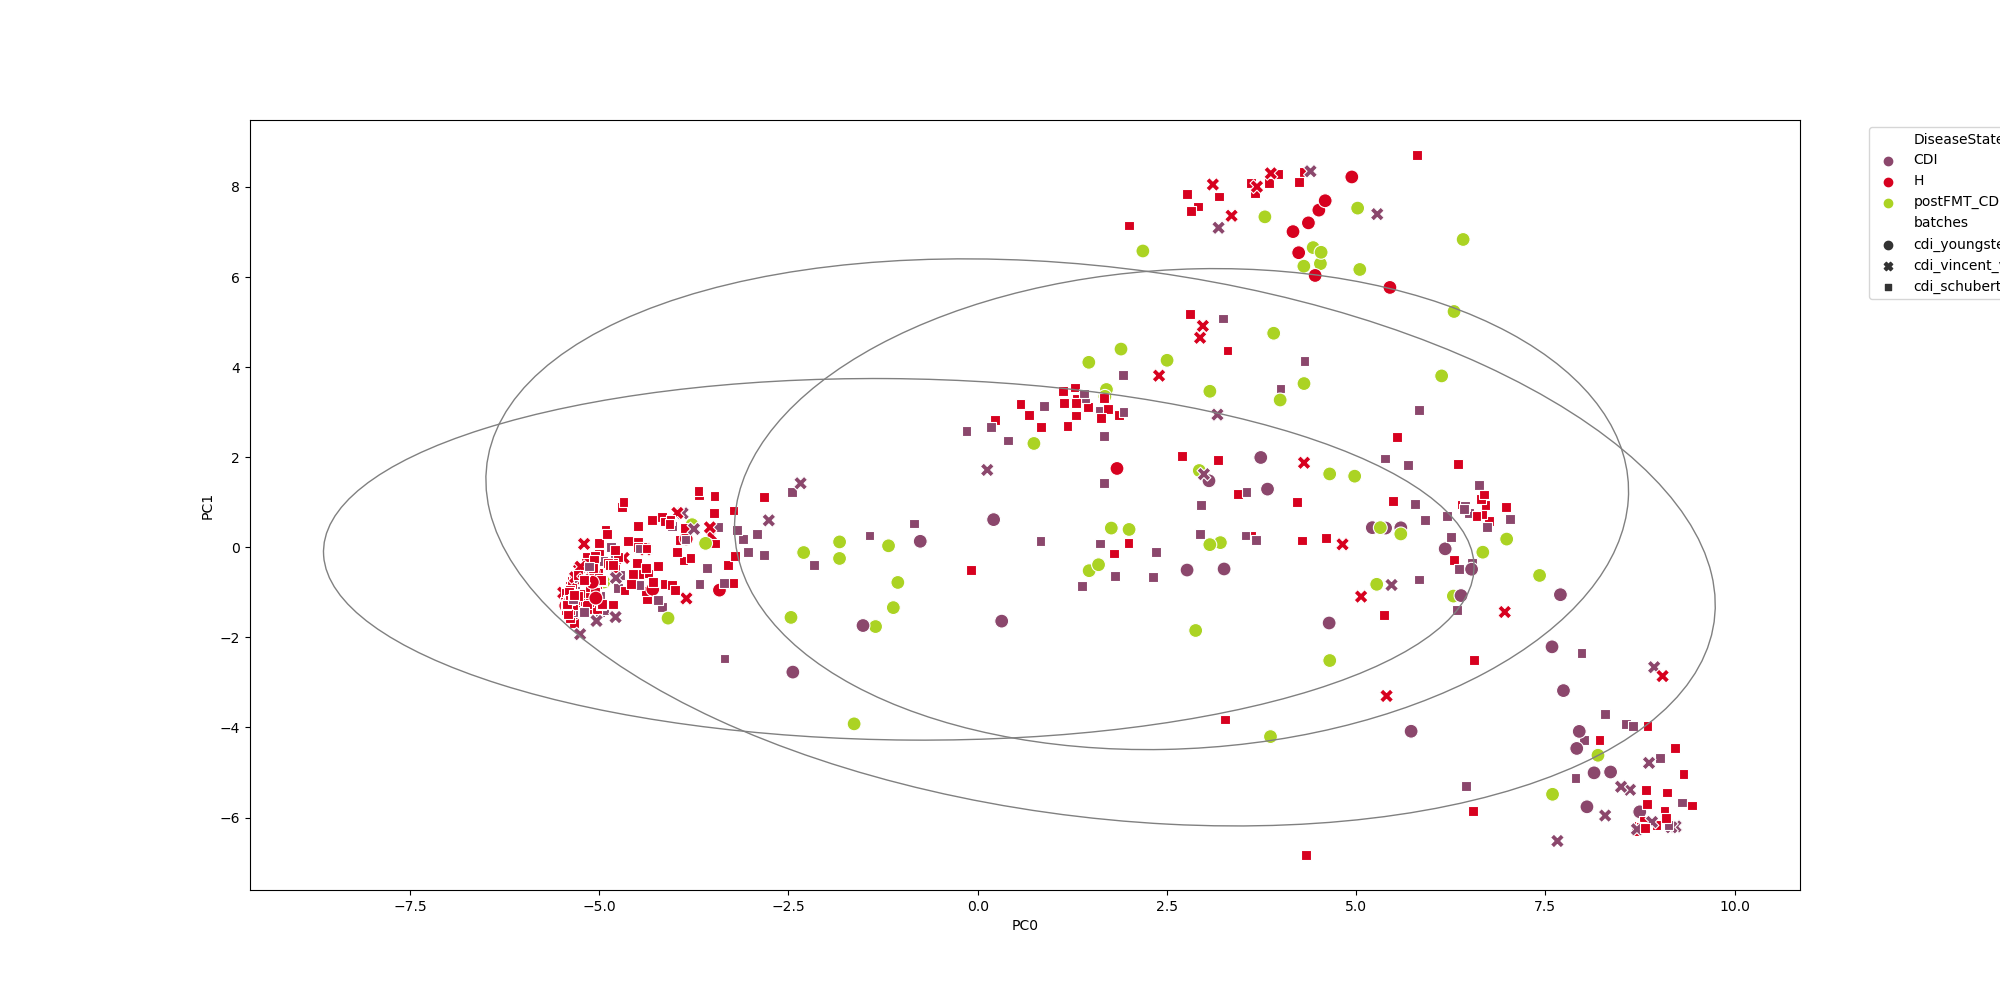 DiseaseState
CDI
H
postFMT_CD
batches
cdi_youngste
cdi_vincent_
cdi_schubert
PC1
8
6
4
2
0
−2
−4
−6
−7.5
−5.0
−2.5
0.0
2.5
5.0
7.5
10.0
PC0